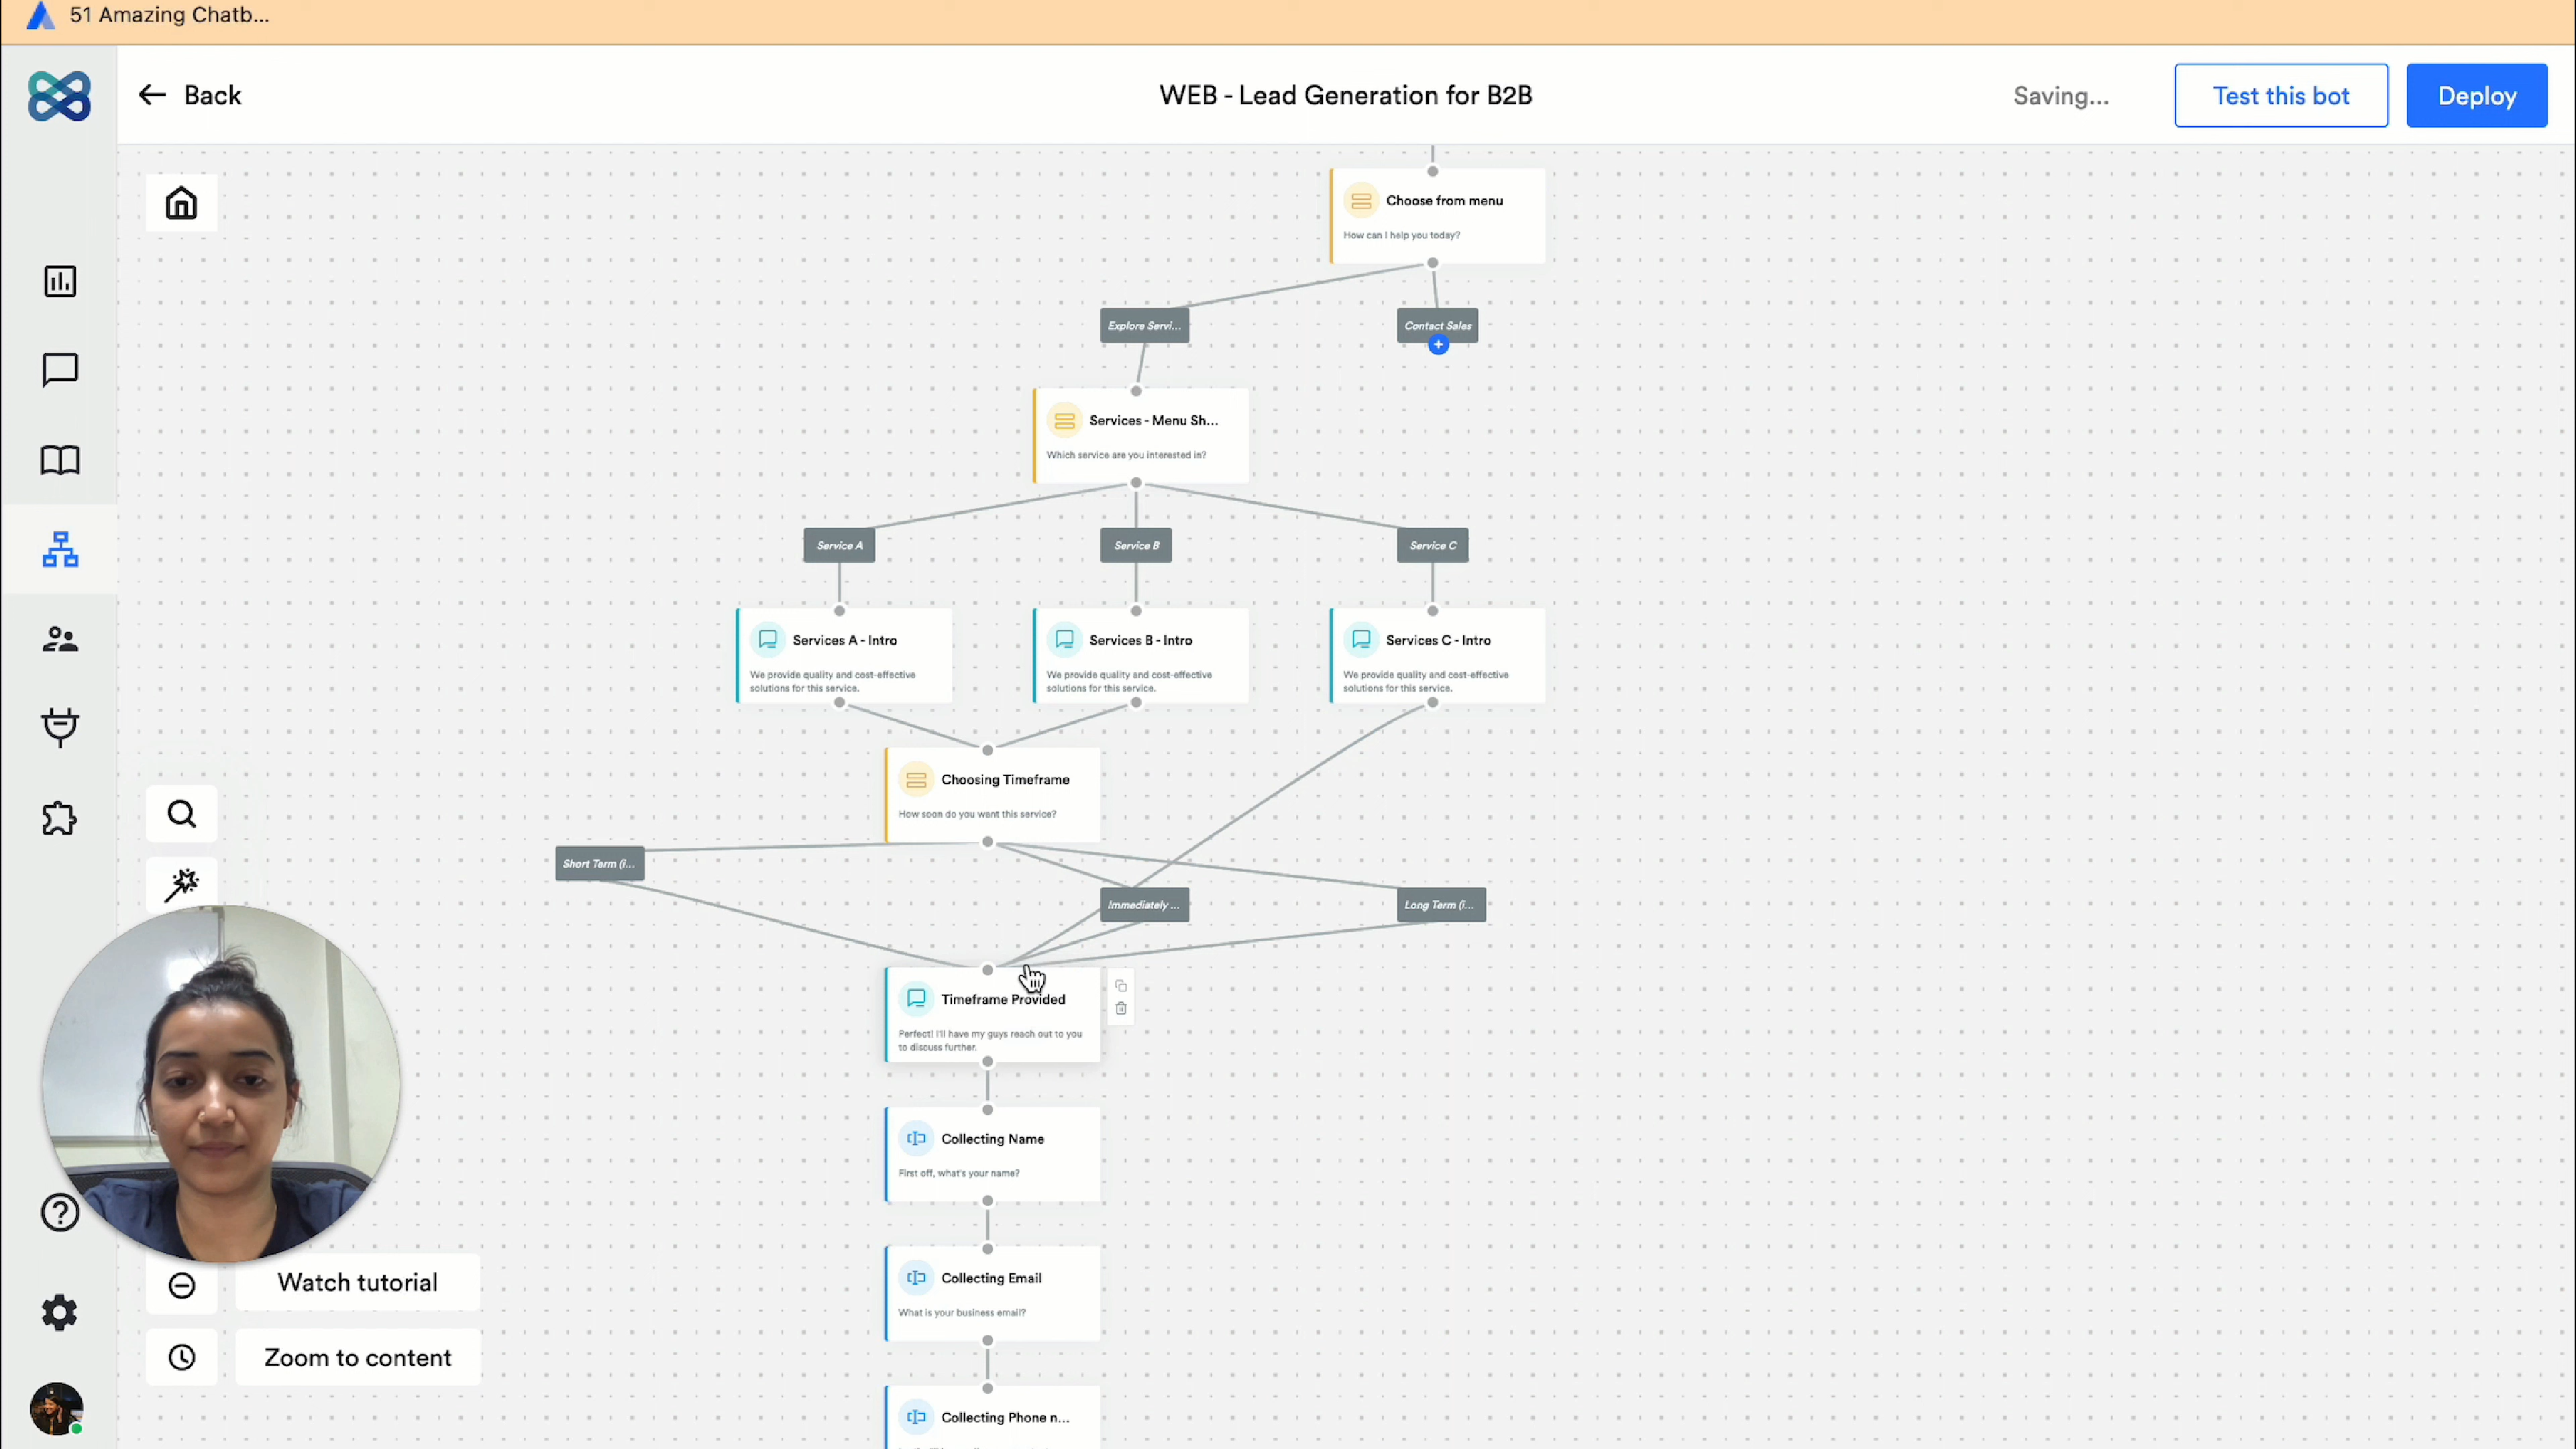 51 Amazing Chatb...
Back
WEB - Lead Generation for B2B
Saving...
Test this bot
Deploy
Choose from menu
How can I help you today?
Explore Servi...
Contact Sales
Services - Menu Sh...
Which service are you interested in?
Service A
Service B
Service C
Services A - Intro
We provide quality and cost-effective
solutions for this service.
Services B - Intro
We provide quality and cost-effective
solutions for this service.
Services C - Intro
We provide quality and cost-effective
solutions for this service.
Choosing Timeframe
How soon do you want this service?
Short Term (i...
Immediately ...
Long Term (i...
Timeframe Provided
Perfect! I'll have my guys reach out to you
to discuss further.
Collecting Name
First off, what's your name?
Collecting Email
What is your business email?
Watch tutorial
Zoom to content
Collecting Phone n...